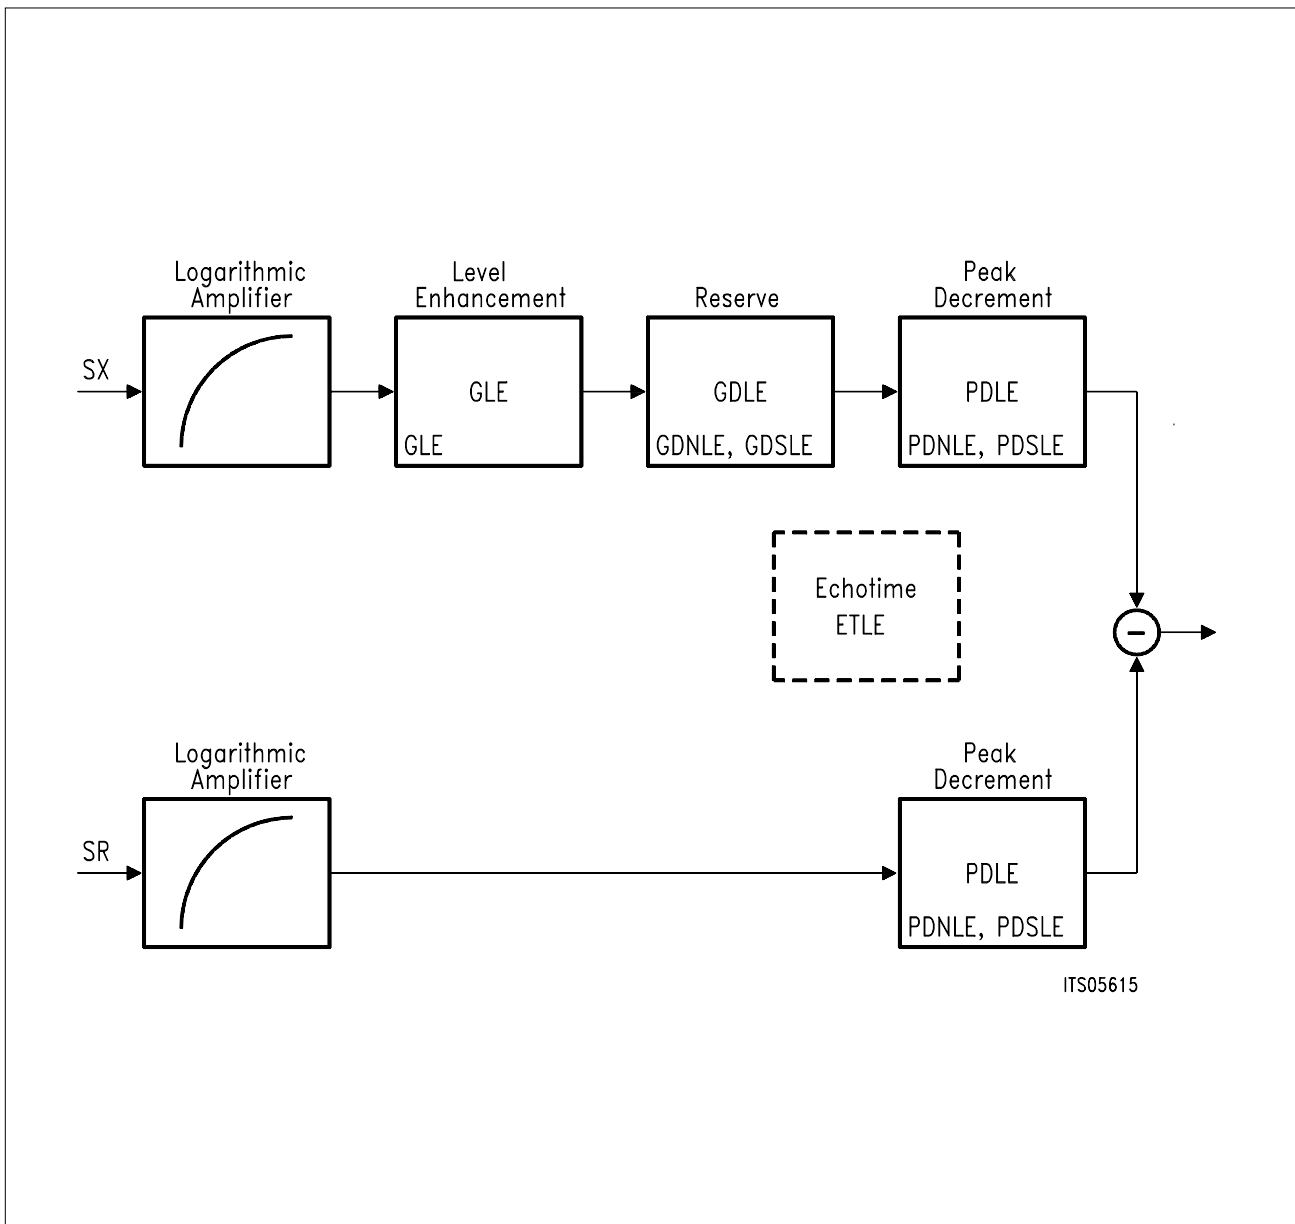 Logarithmic
Amplifier
Level
Enhancement
Reserve
Peak
Decrement
SX
GLE
GLE
GDLE
GDNLE, GDSLE
PDLE
PDNLE, PDSLE
Echotime
ETLE
−
Logarithmic
Amplifier
Peak
Decrement
SR
PDLE
PDNLE, PDSLE
ITS05615